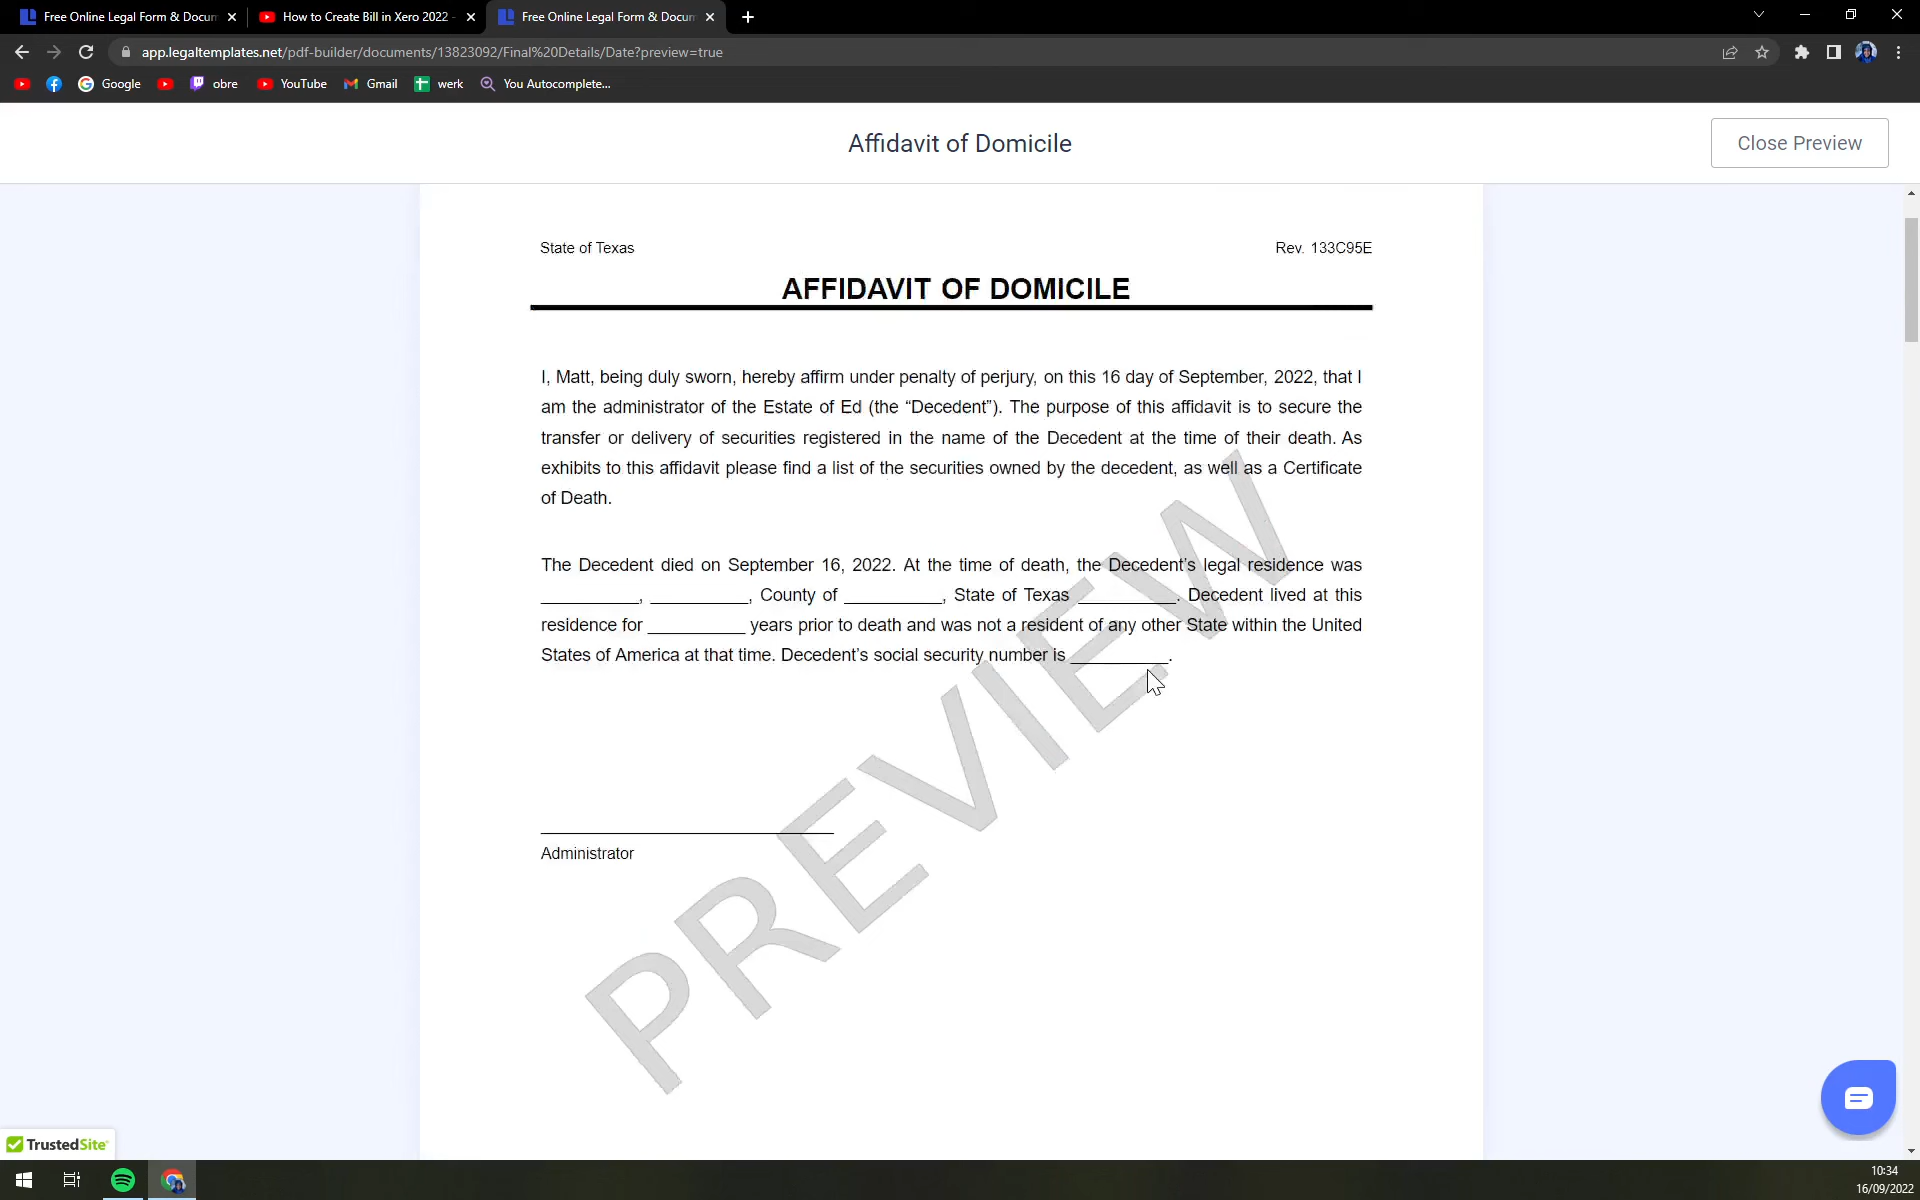 Free Online Legal Form & Docum
How to Create Bill in Xero 2022 -
Free Online Legal Form & Docum
app.legaltemplates.net/pdf-builder/documents/13823092/Final%20Details/Date?preview=true
Google
obre
YouTube
Gmail
werk
You Autocomplete...
Affidavit of Domicile
Close Preview
State of Texas
Rev. 133C95E
AFFIDAVIT OF DOMICILE
I, Matt, being duly sworn, hereby affirm under penalty of perjury, on this 16 day of September, 2022, that I
am the administrator of the Estate of Ed (the “Decedent”). The purpose of this affidavit is to secure the
transfer or delivery of securities registered in the name of the Decedent at the time of their death. As
exhibits to this affidavit please find a list of the securities owned by the decedent, as well as a Certificate
of Death.
The Decedent died on September 16, 2022. At the time of death, the Decedent’s legal residence was
__________, __________, County of __________, State of Texas __________. Decedent lived at this
residence for __________ years prior to death and was not a resident of any other State within the United
States of America at that time. Decedent’s social security number is __________.
Administrator
PREVIEW
TrustedSite
10:34
16/09/2022